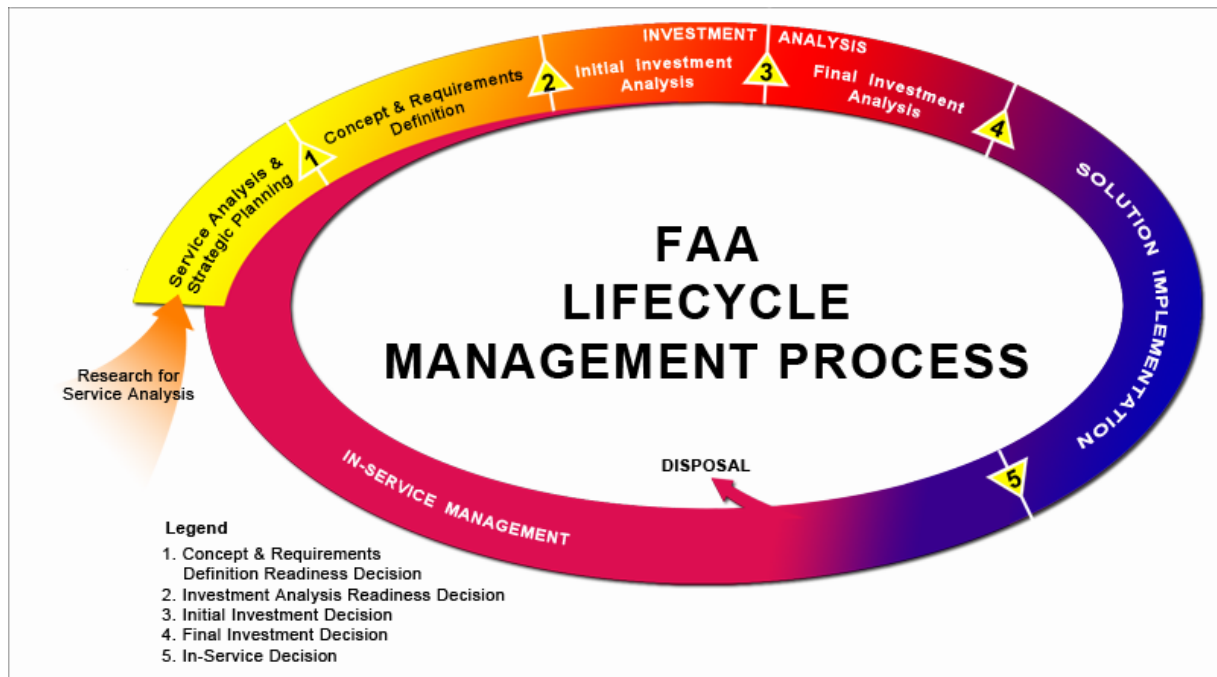 INVESTMENT ANALYSIS
Initial Investment
Analysis
Final Investment
Analysis
Concept & Requirements
Definition
Service Analysis &
Strategic Planning
1
2
3
4
5
SOLUTION IMPLEMENTATION
FAA
LIFECYCLE
MANAGEMENT PROCESS
Research for
Service Analysis
DISPOSAL
IN-SERVICE MANAGEMENT
Legend
1. Concept & Requirements
Definition Readiness Decision
2. Investment Analysis Readiness Decision
3. Initial Investment Decision
4. Final Investment Decision
5. In-Service Decision